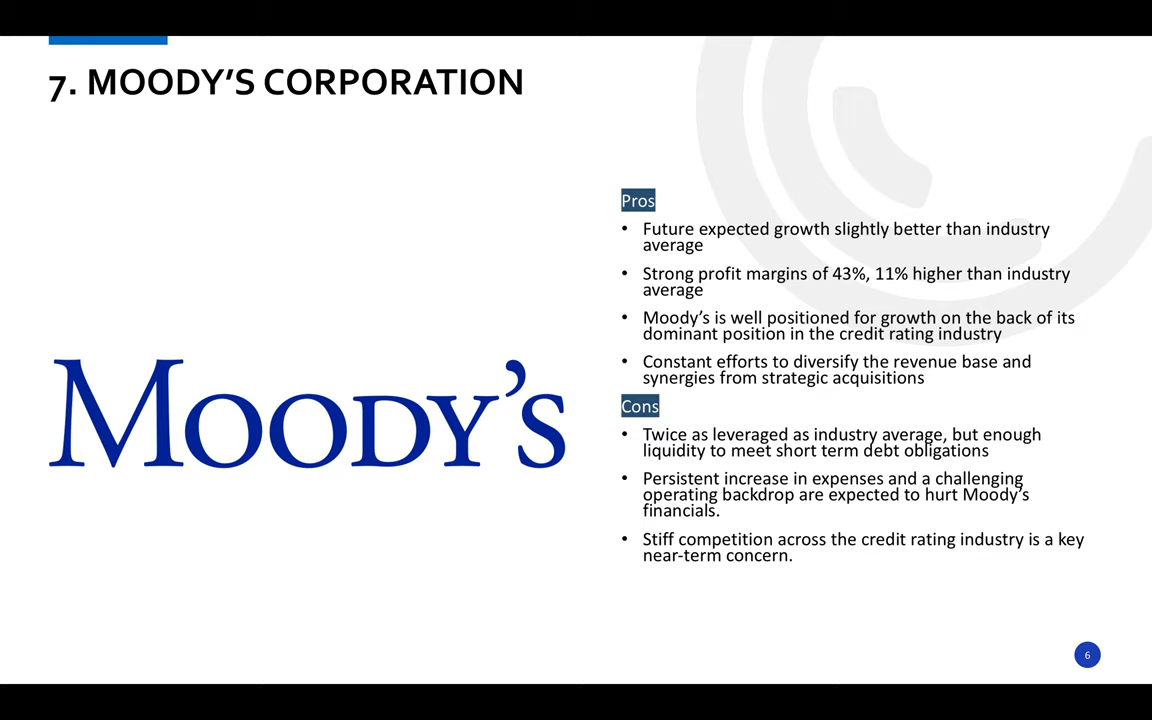 7. MOODY’S CORPORATION
MOODY’S
Pros
• Future expected growth slightly better than industry
average
• Strong profit margins of 43%, 11% higher than industry
average
• Moody’s is well positioned for growth on the back of its
dominant position in the credit rating industry
• Constant efforts to diversify the revenue base and
synergies from strategic acquisitions
Cons
• Twice as leveraged as industry average, but enough
liquidity to meet short term debt obligations
• Persistent increase in expenses and a challenging
operating backdrop are expected to hurt Moody’s
financials.
• Stiff competition across the credit rating industry is a key
near-term concern.
6